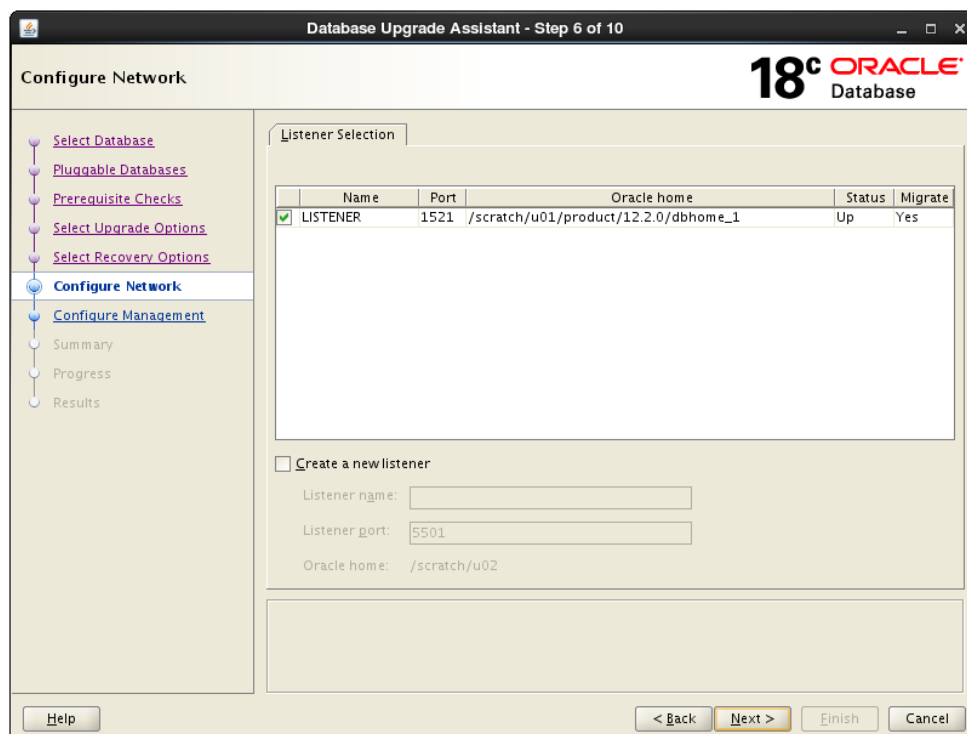 Database Upgrade Assistant - Step 6 of 10
Configure Network
18c ORACLE Database
Select Database
Pluggable Databases
Prerequisite Checks
Select Upgrade Options
Select Recovery Options
Configure Network
Configure Management
Summary
Progress
Results
Listener Selection
Name Port Oracle home Status Migrate
LISTENER 1521 /scratch/u01/product/12.2.0/dbhome_1 Up Yes
Create a new listener
Listener name:
Listener port: 5501
Oracle home: /scratch/u02
Help < Back Next > Finish Cancel